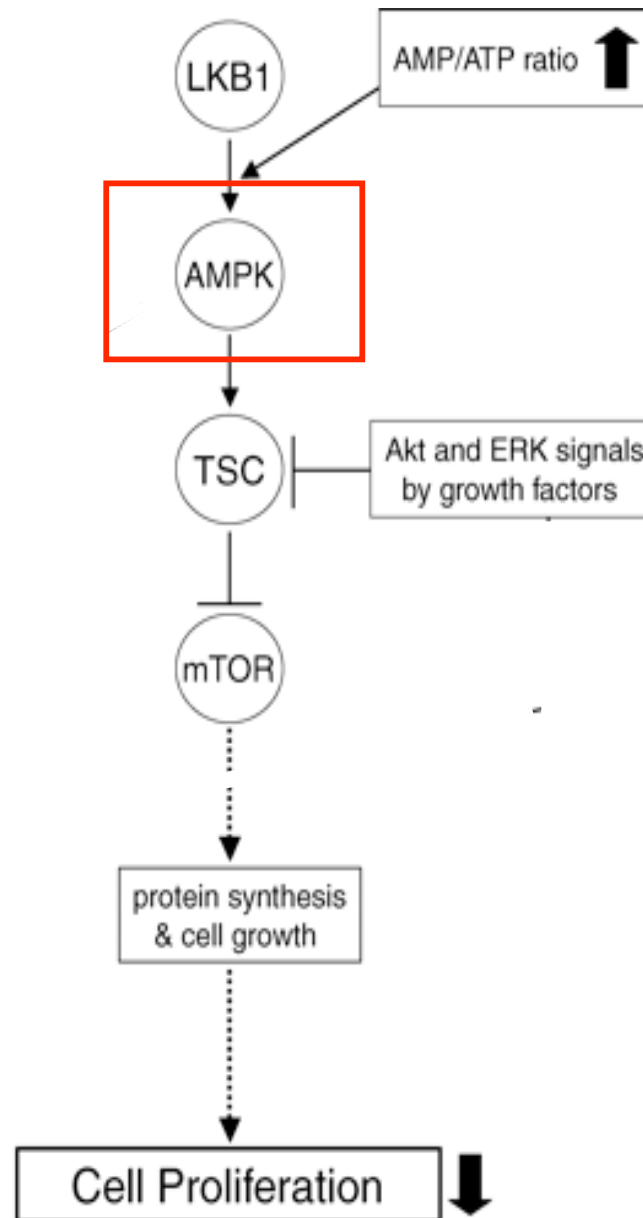 LKB1
AMP/ATP ratio
AMPK
TSC
Akt and ERK signals
by growth factors
mTOR
protein synthesis
& cell growth
Cell Proliferation